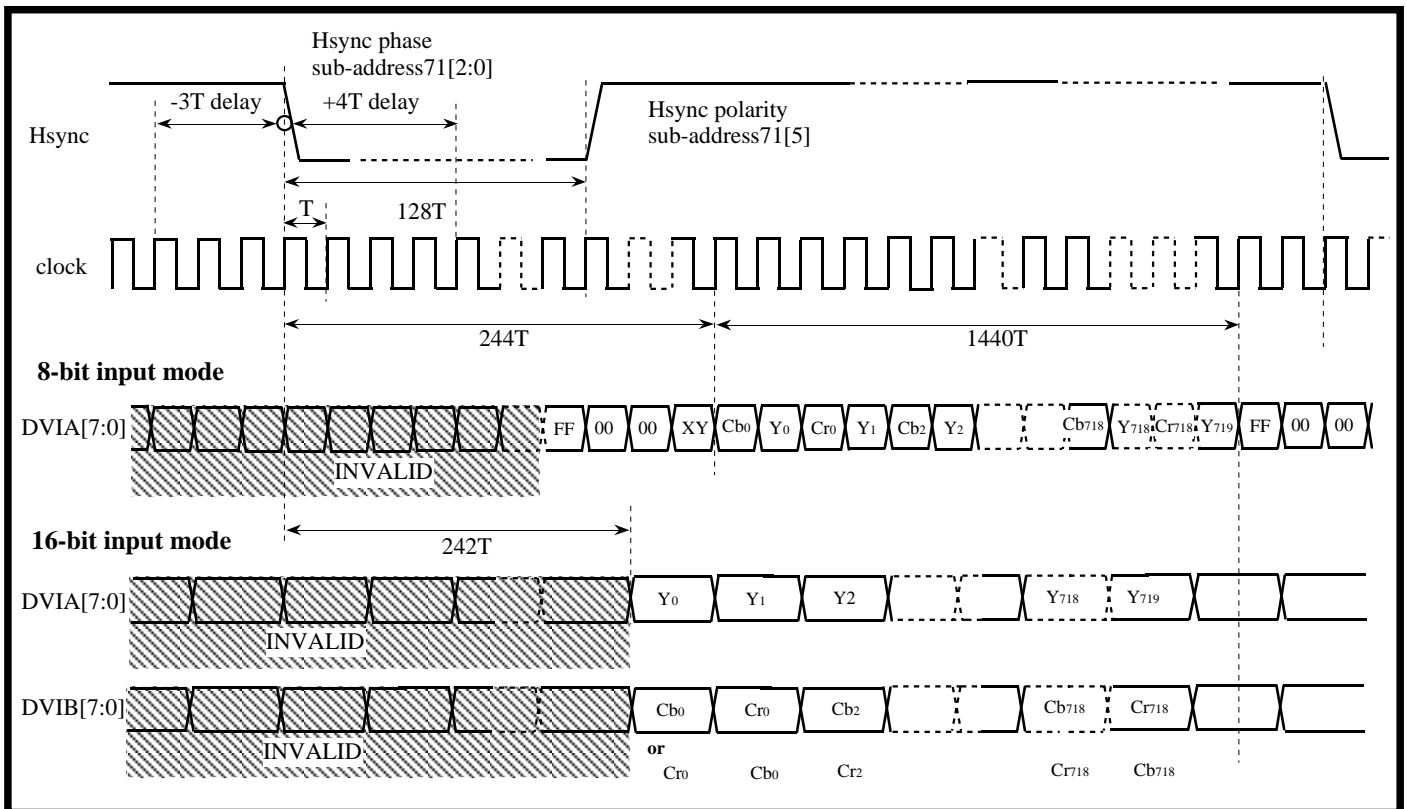 Hsync phase
sub-address71[2:0]
-3T delay
+4T delay
Hsync polarity
sub-address71[5]
Hsync
T
128T
clock
244T
1440T
8-bit input mode
DVIA[7:0]
FF 00 00 XY Cb0 Y0 Cr0 Y1 Cb2 Y2 Cb718 Y718 Cr718 Y719 FF 00 00
INVALID
16-bit input mode
242T
DVIA[7:0]
Y0 Y1 Y2 Y718 Y719
INVALID
DVIB[7:0]
Cb0 Cr0 Cb2 Cb718 Cr718
INVALID
or
Cr0 Cb0 Cr2 Cr718 Cb718